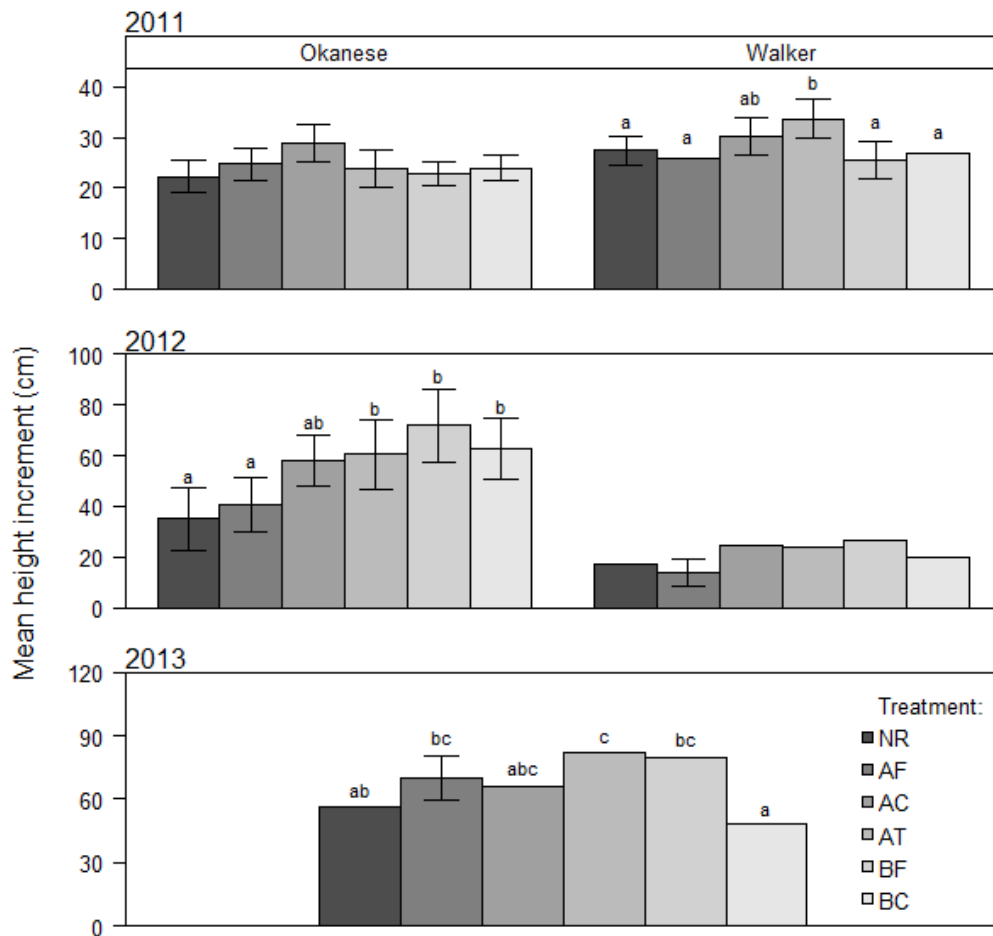 2011
Okanese Walker
40
30
20
10
0
a a ab b a a
2012
100
80
60
40
20
0
a a ab b b b
Mean height increment (cm)
2013
120
90
60
30
0
ab bc abc c bc a
Treatment:
NR
AF
AC
AT
BF
BC